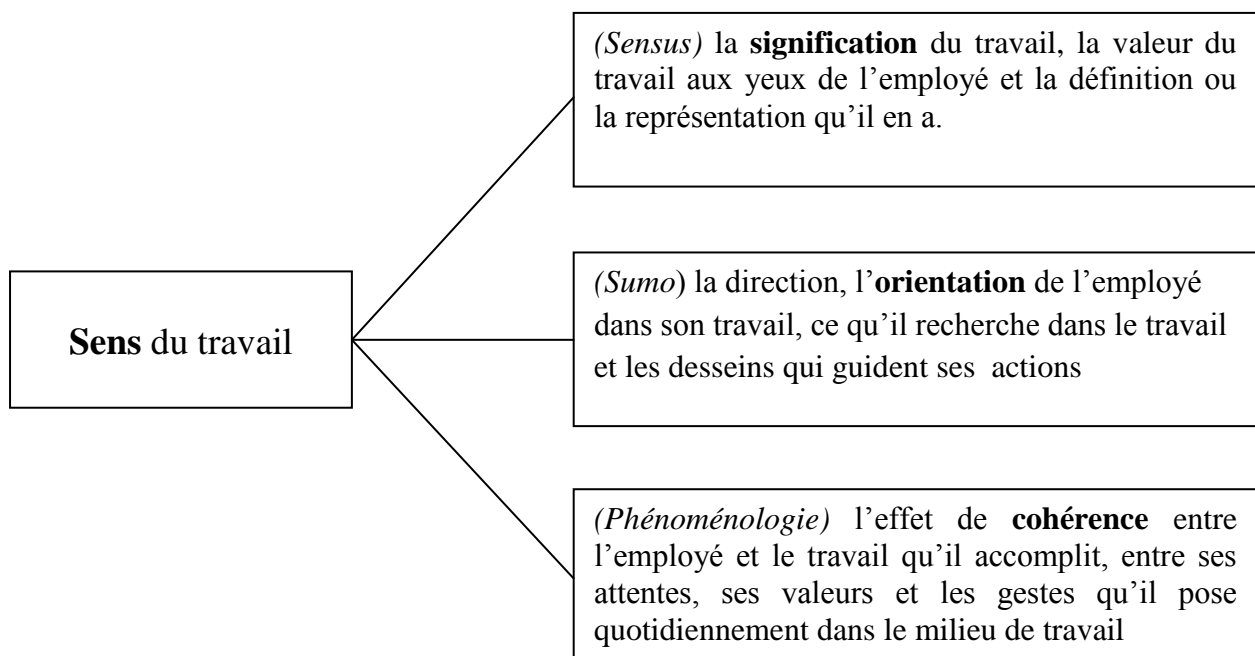 (Sensus) la signification du travail, la valeur du
travail aux yeux de l’employé et la définition ou
la représentation qu’il en a.
Sens du travail
(Sumo) la direction, l’orientation de l’employé
dans son travail, ce qu’il recherche dans le travail
et les desseins qui guident ses actions
(Phénoménologie) l’effet de cohérence entre
l’employé et le travail qu’il accomplit, entre ses
attentes, ses valeurs et les gestes qu’il pose
quotidiennement dans le milieu de travail